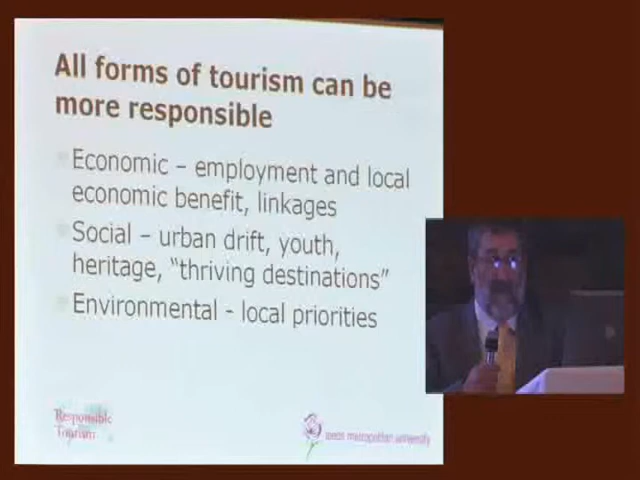 All forms of tourism can be
more responsible
Economic – employment and local
economic benefit, linkages
Social – urban drift, youth,
heritage, “thriving destinations”
Environmental - local priorities
Responsible
Tourism
leeds metropolitan university